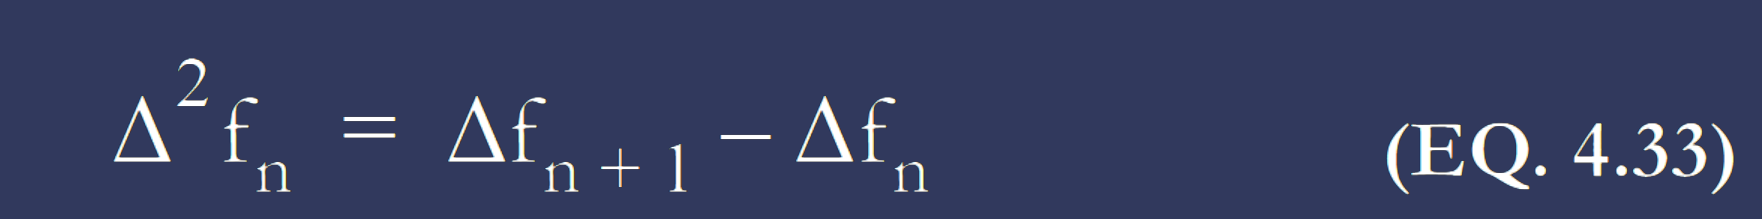 Δ²fₙ = Δfₙ₊₁ − Δfₙ (EQ. 4.33)